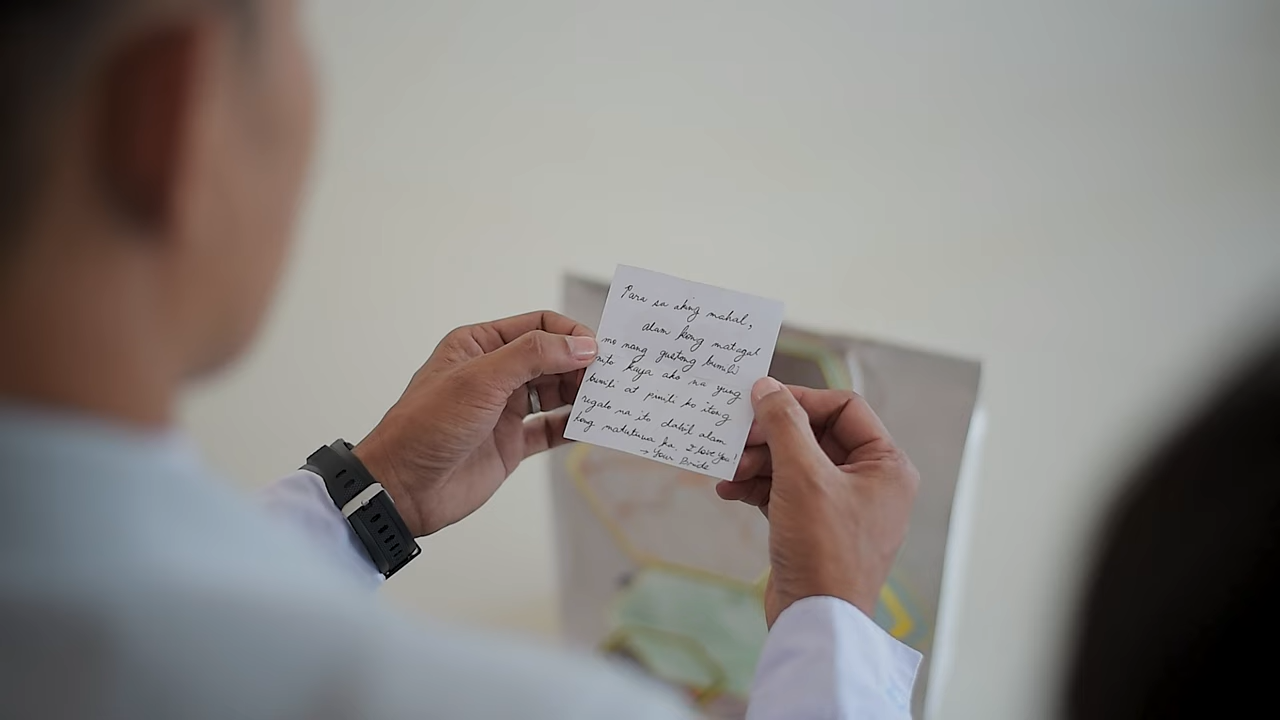 Para sa aking mahal,
alam kong matagal
mo nang gustong bumili
nito kaya ako na yung
bumili at pinili ko itong
regalo na ito dahil alam
kong matutuwa ka. I love you!
→ Your Bride